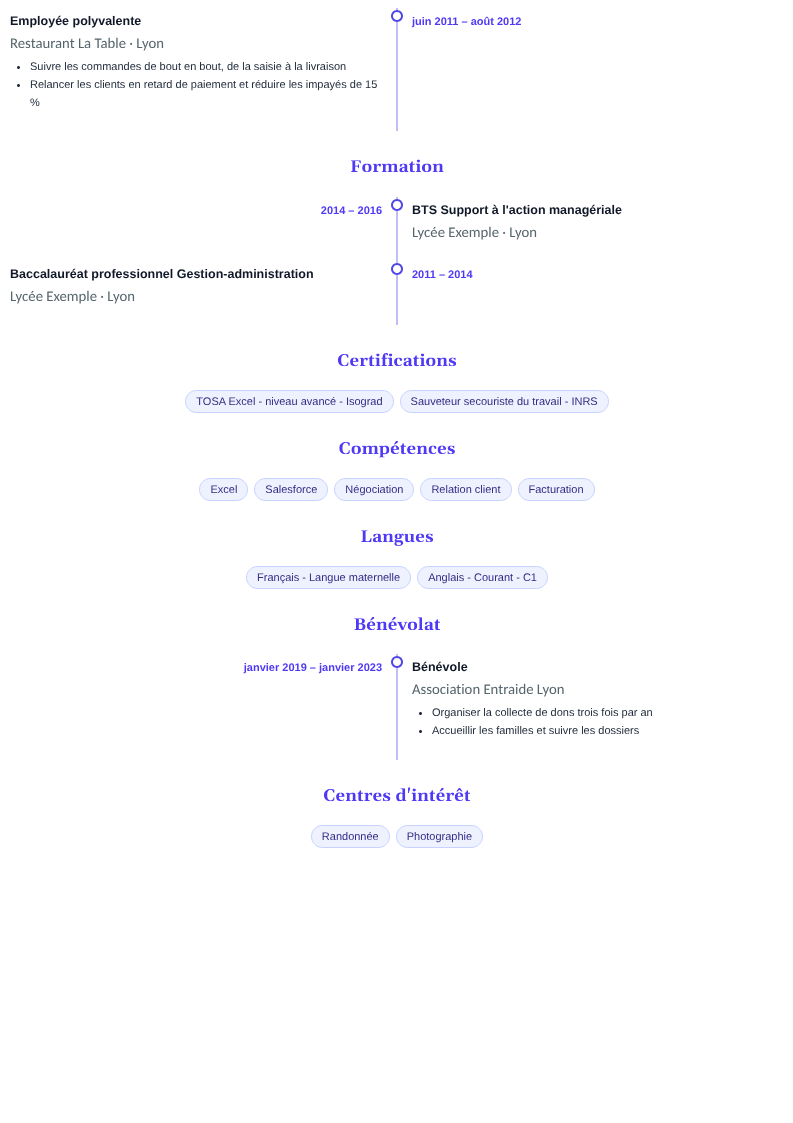 Employée polyvalente
juin 2011 – août 2012
Restaurant La Table · Lyon
• Suivre les commandes de bout en bout, de la saisie à la livraison
• Relancer les clients en retard de paiement et réduire les impayés de 15
%
Formation
2014 – 2016
BTS Support à l'action managériale
Lycée Exemple · Lyon
Baccalauréat professionnel Gestion-administration
2011 – 2014
Lycée Exemple · Lyon
Certifications
TOSA Excel - niveau avancé - Isograd
Sauveteur secouriste du travail - INRS
Compétences
Excel
Salesforce
Négociation
Relation client
Facturation
Langues
Français - Langue maternelle
Anglais - Courant - C1
Bénévolat
janvier 2019 – janvier 2023
Bénévole
Association Entraide Lyon
• Organiser la collecte de dons trois fois par an
• Accueillir les familles et suivre les dossiers
Centres d'intérêt
Randonnée
Photographie